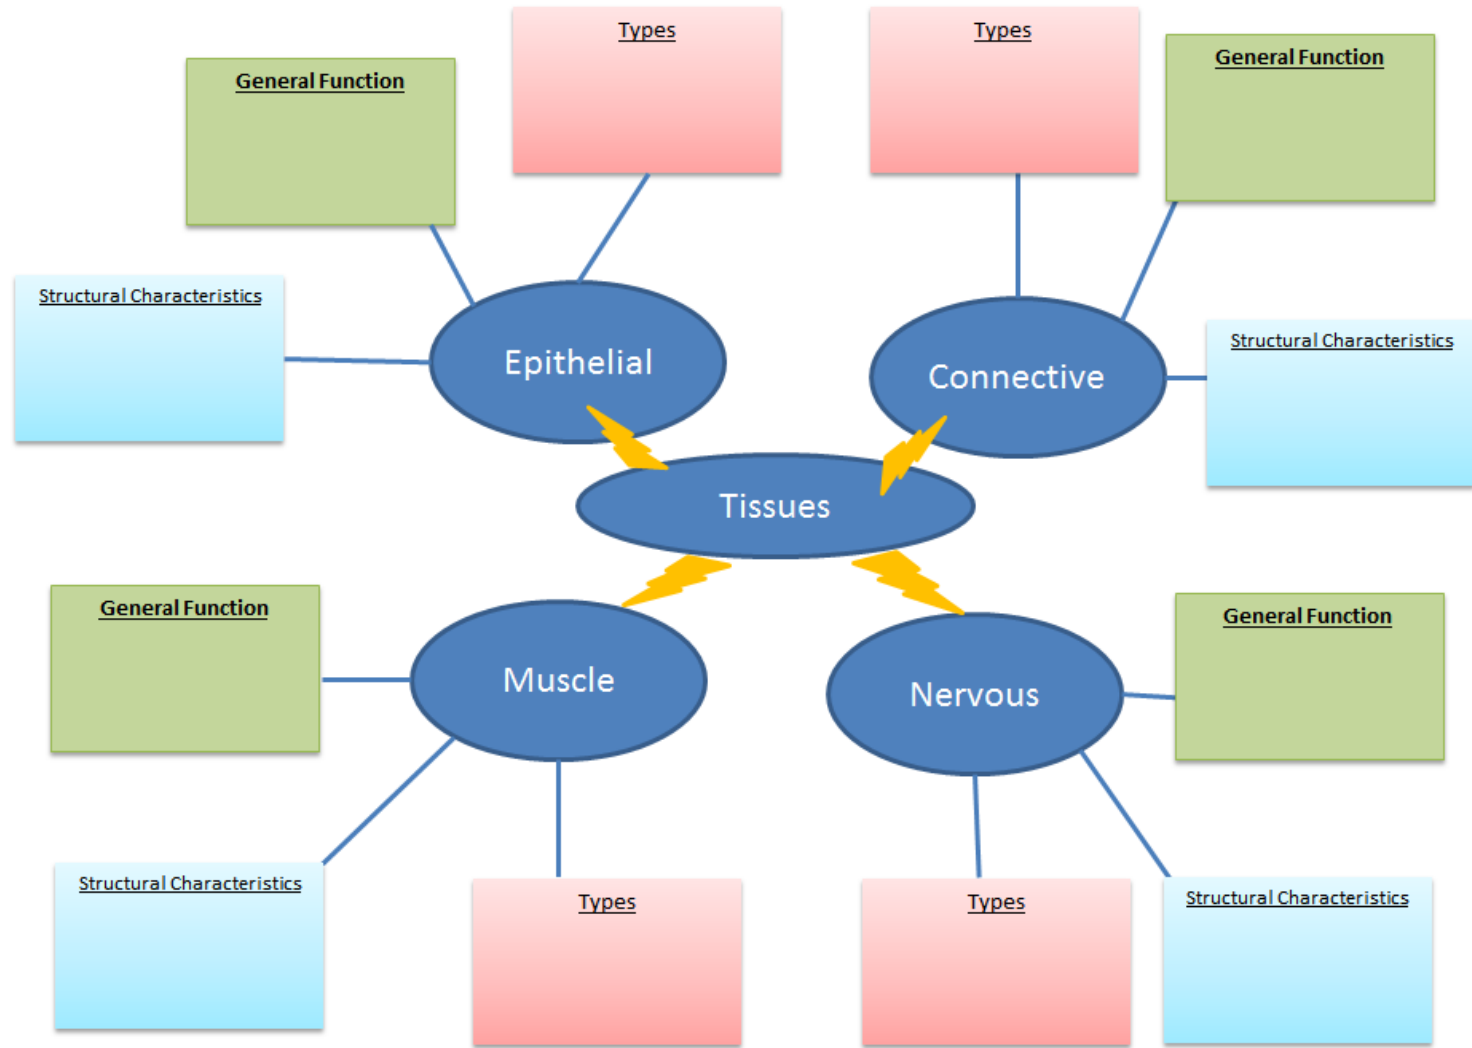 Types
Types
General Function
General Function
Structural Characteristics
Structural Characteristics
Epithelial
Connective
Tissues
General Function
General Function
Muscle
Nervous
Structural Characteristics
Types
Types
Structural Characteristics